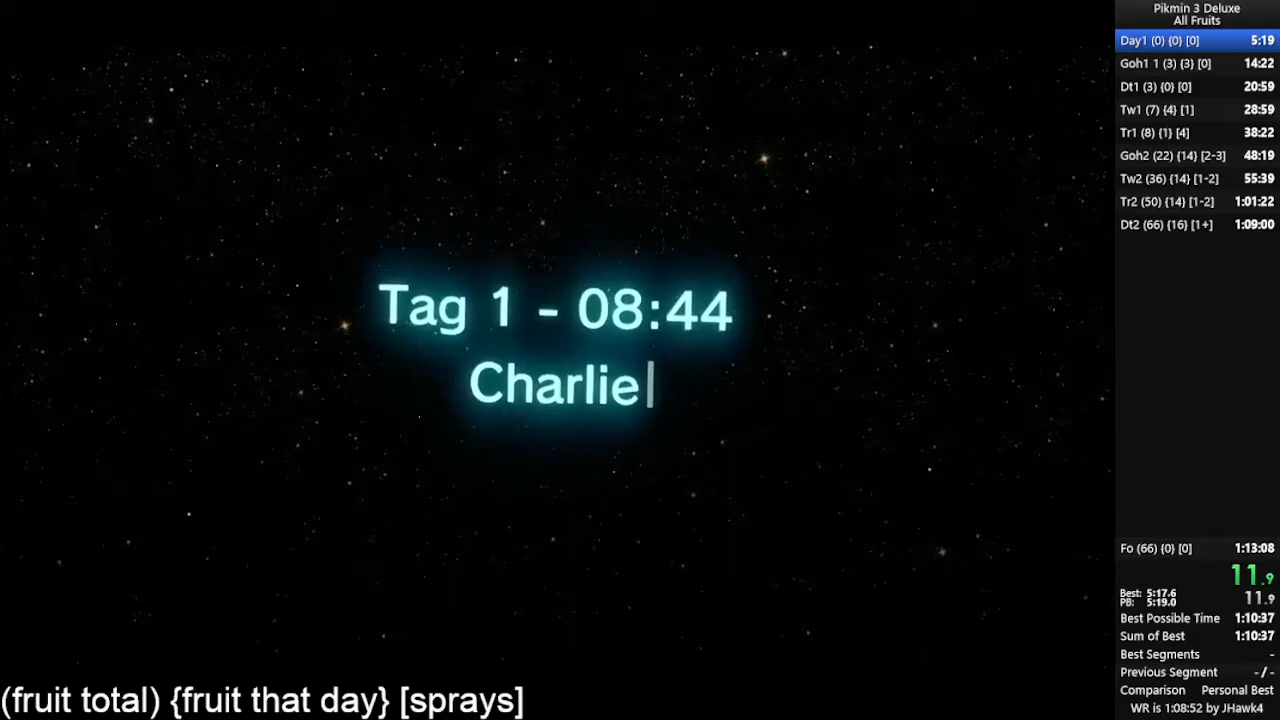 Tag 1 - 08:44
Charlie
(fruit total) {fruit that day} [sprays]
Pikmin 3 Deluxe
All Fruits
Day1 (0) {0} [0] 5:19
Goh1 1 (3) {3} [0] 14:22
Dt1 (3) {0} [0] 20:59
Tw1 (7) {4} [1] 28:59
Tr1 (8) {1} [4] 38:22
Goh2 (22) {14} [2-3] 48:19
Tw2 (36) {14} [1-2] 55:39
Tr2 (50) {14} [1-2] 1:01:22
Dt2 (66) {16} [1+] 1:09:00
Fo (66) {0} [0] 1:13:08
11.9
Best: 5:17.6
PB: 5:19.0 11.9
Best Possible Time 1:10:37
Sum of Best 1:10:37
Best Segments -
Previous Segment - / -
Comparison Personal Best
WR is 1:08:52 by JHawk4